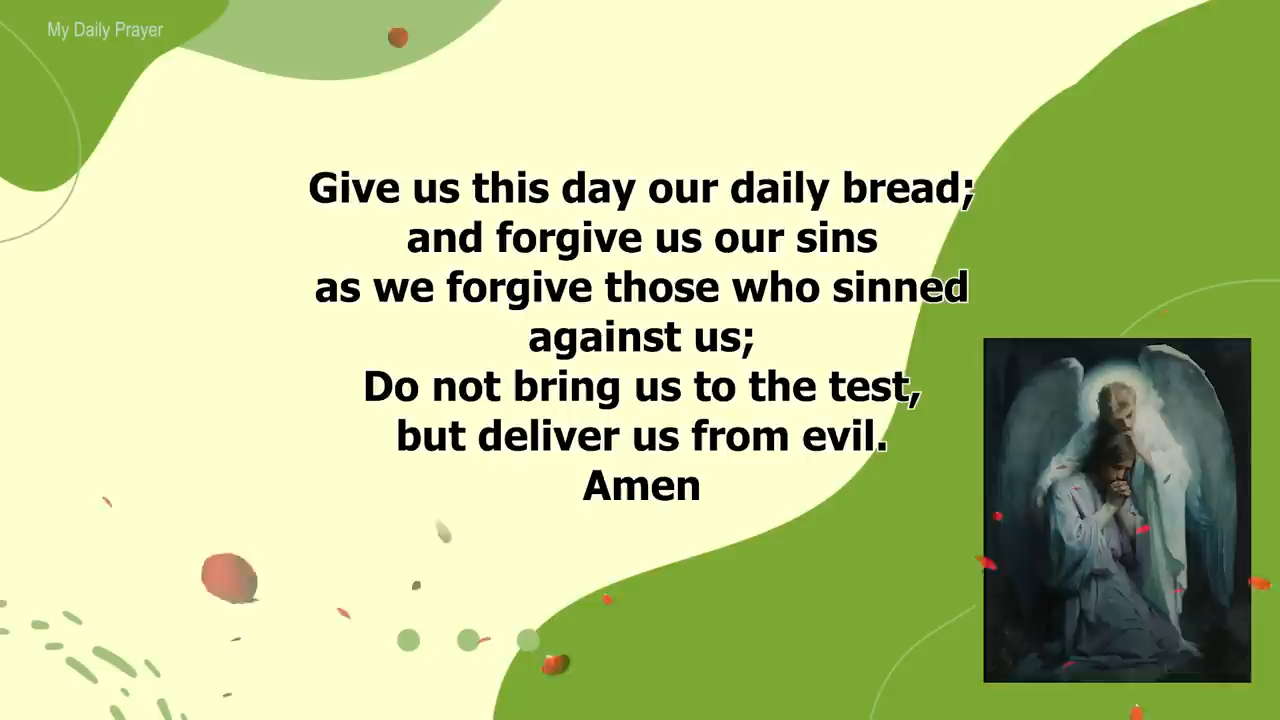 My Daily Prayer
Give us this day our daily bread;
and forgive us our sins
as we forgive those who sinned
against us;
Do not bring us to the test,
but deliver us from evil.
Amen